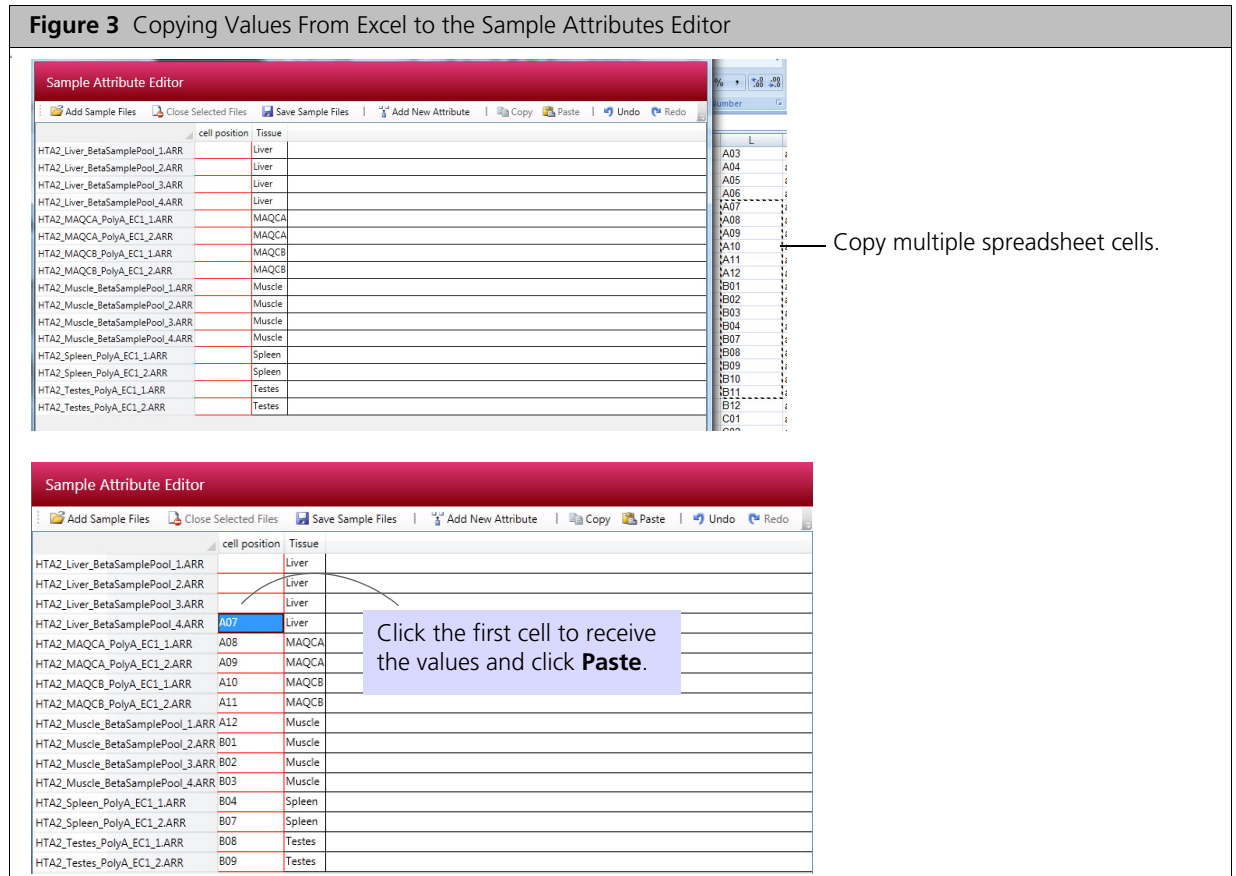 Figure 3 Copying Values From Excel to the Sample Attributes Editor
Sample Attribute Editor
Add Sample Files Close Selected Files Save Sample Files | Add New Attribute | Copy Paste | Undo Redo
cell position Tissue
HTA2_Liver_BetaSamplePool_1.ARR Liver
HTA2_Liver_BetaSamplePool_2.ARR Liver
HTA2_Liver_BetaSamplePool_3.ARR Liver
HTA2_Liver_BetaSamplePool_4.ARR Liver
HTA2_MAQCA_PolyA_EC1_1.ARR MAQCA
HTA2_MAQCA_PolyA_EC1_2.ARR MAQCA
HTA2_MAQCB_PolyA_EC1_1.ARR MAQCB
HTA2_MAQCB_PolyA_EC1_2.ARR MAQCB
HTA2_Muscle_BetaSamplePool_1.ARR Muscle
HTA2_Muscle_BetaSamplePool_2.ARR Muscle
HTA2_Muscle_BetaSamplePool_3.ARR Muscle
HTA2_Muscle_BetaSamplePool_4.ARR Muscle
HTA2_Spleen_PolyA_EC1_1.ARR Spleen
HTA2_Spleen_PolyA_EC1_2.ARR Spleen
HTA2_Testes_PolyA_EC1_1.ARR Testes
HTA2_Testes_PolyA_EC1_2.ARR Testes
% ,
L
A03
A04
A05
A06
A07
A08
A09
A10
A11
A12
B01
B02
B03
B04
B07
B08
B09
B10
B11
B12
C01
Copy multiple spreadsheet cells.
Sample Attribute Editor
Add Sample Files Close Selected Files Save Sample Files | Add New Attribute | Copy Paste | Undo Redo
cell position Tissue
HTA2_Liver_BetaSamplePool_1.ARR Liver
HTA2_Liver_BetaSamplePool_2.ARR Liver
HTA2_Liver_BetaSamplePool_3.ARR Liver
HTA2_Liver_BetaSamplePool_4.ARR A07 Liver
HTA2_MAQCA_PolyA_EC1_1.ARR A08 MAQCA
HTA2_MAQCA_PolyA_EC1_2.ARR A09 MAQCA
HTA2_MAQCB_PolyA_EC1_1.ARR A10 MAQCB
HTA2_MAQCB_PolyA_EC1_2.ARR A11 MAQCB
HTA2_Muscle_BetaSamplePool_1.ARR A12 Muscle
HTA2_Muscle_BetaSamplePool_2.ARR B01 Muscle
HTA2_Muscle_BetaSamplePool_3.ARR B02 Muscle
HTA2_Muscle_BetaSamplePool_4.ARR B03 Muscle
HTA2_Spleen_PolyA_EC1_1.ARR B04 Spleen
HTA2_Spleen_PolyA_EC1_2.ARR B07 Spleen
HTA2_Testes_PolyA_EC1_1.ARR B08 Testes
HTA2_Testes_PolyA_EC1_2.ARR B09 Testes
Click the first cell to receive
the values and click Paste.